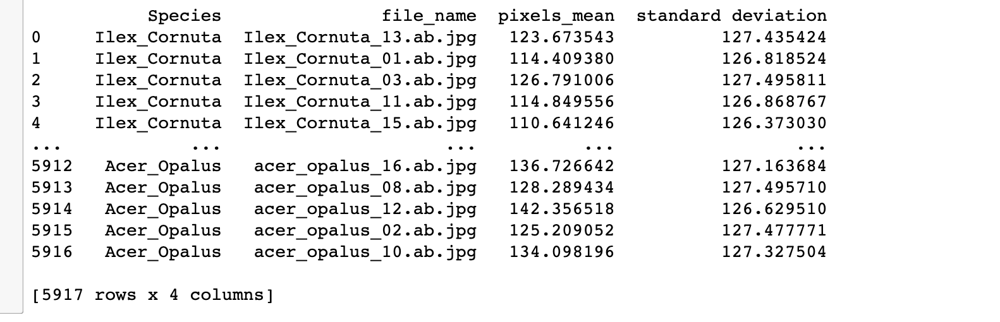 Species file_name pixels_mean standard deviation
0 Ilex_Cornuta Ilex_Cornuta_13.ab.jpg 123.673543 127.435424
1 Ilex_Cornuta Ilex_Cornuta_01.ab.jpg 114.409380 126.818524
2 Ilex_Cornuta Ilex_Cornuta_03.ab.jpg 126.791006 127.495811
3 Ilex_Cornuta Ilex_Cornuta_11.ab.jpg 114.849556 126.868767
4 Ilex_Cornuta Ilex_Cornuta_15.ab.jpg 110.641246 126.373030
... ... ... ... ...
5912 Acer_Opalus acer_opalus_16.ab.jpg 136.726642 127.163684
5913 Acer_Opalus acer_opalus_08.ab.jpg 128.289434 127.495710
5914 Acer_Opalus acer_opalus_12.ab.jpg 142.356518 126.629510
5915 Acer_Opalus acer_opalus_02.ab.jpg 125.209052 127.477771
5916 Acer_Opalus acer_opalus_10.ab.jpg 134.098196 127.327504
[5917 rows x 4 columns]